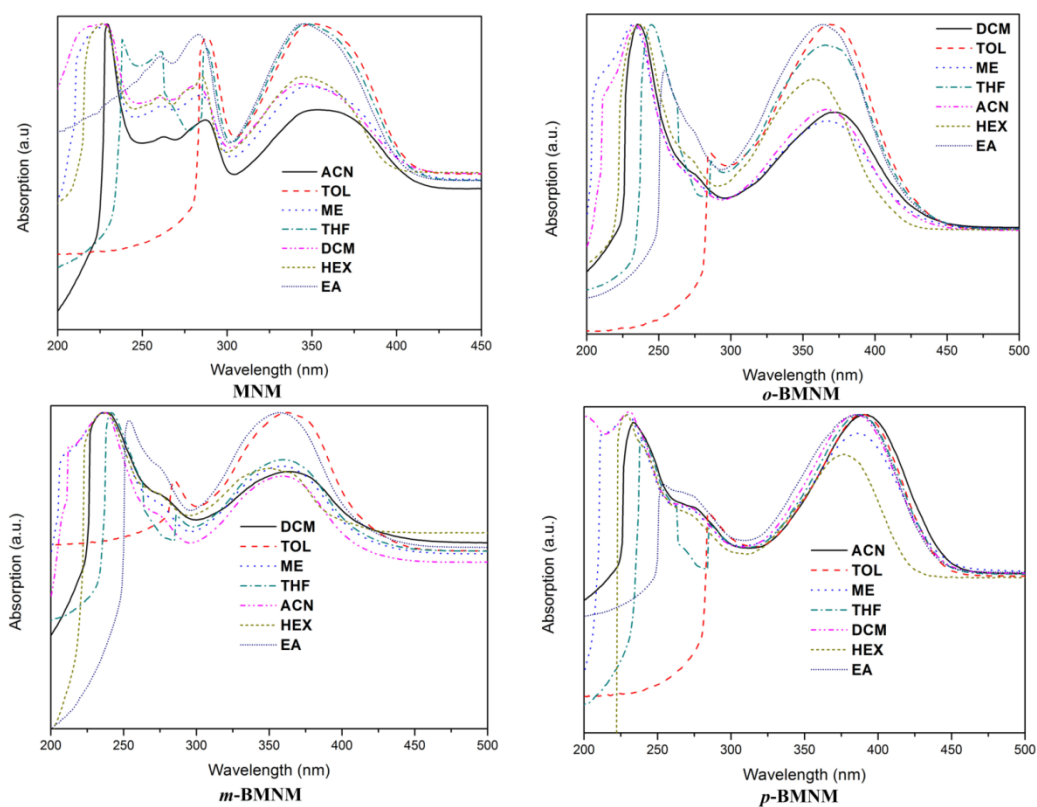 Absorption (a.u)
ACN
TOL
ME
THF
DCM
HEX
EA
200 250 300 350 400 450
Wavelength (nm)
MNM
Absorption (a.u.)
DCM
TOL
ME
THF
ACN
HEX
EA
200 250 300 350 400 450 500
Wavelength (nm)
o-BMNM
Absorption (a.u.)
DCM
TOL
ME
THF
ACN
HEX
EA
200 250 300 350 400 450 500
Wavelength (nm)
m-BMNM
Absorption (a.u.)
ACN
TOL
ME
THF
DCM
HEX
EA
200 250 300 350 400 450 500
Wavelength (nm)
p-BMNM